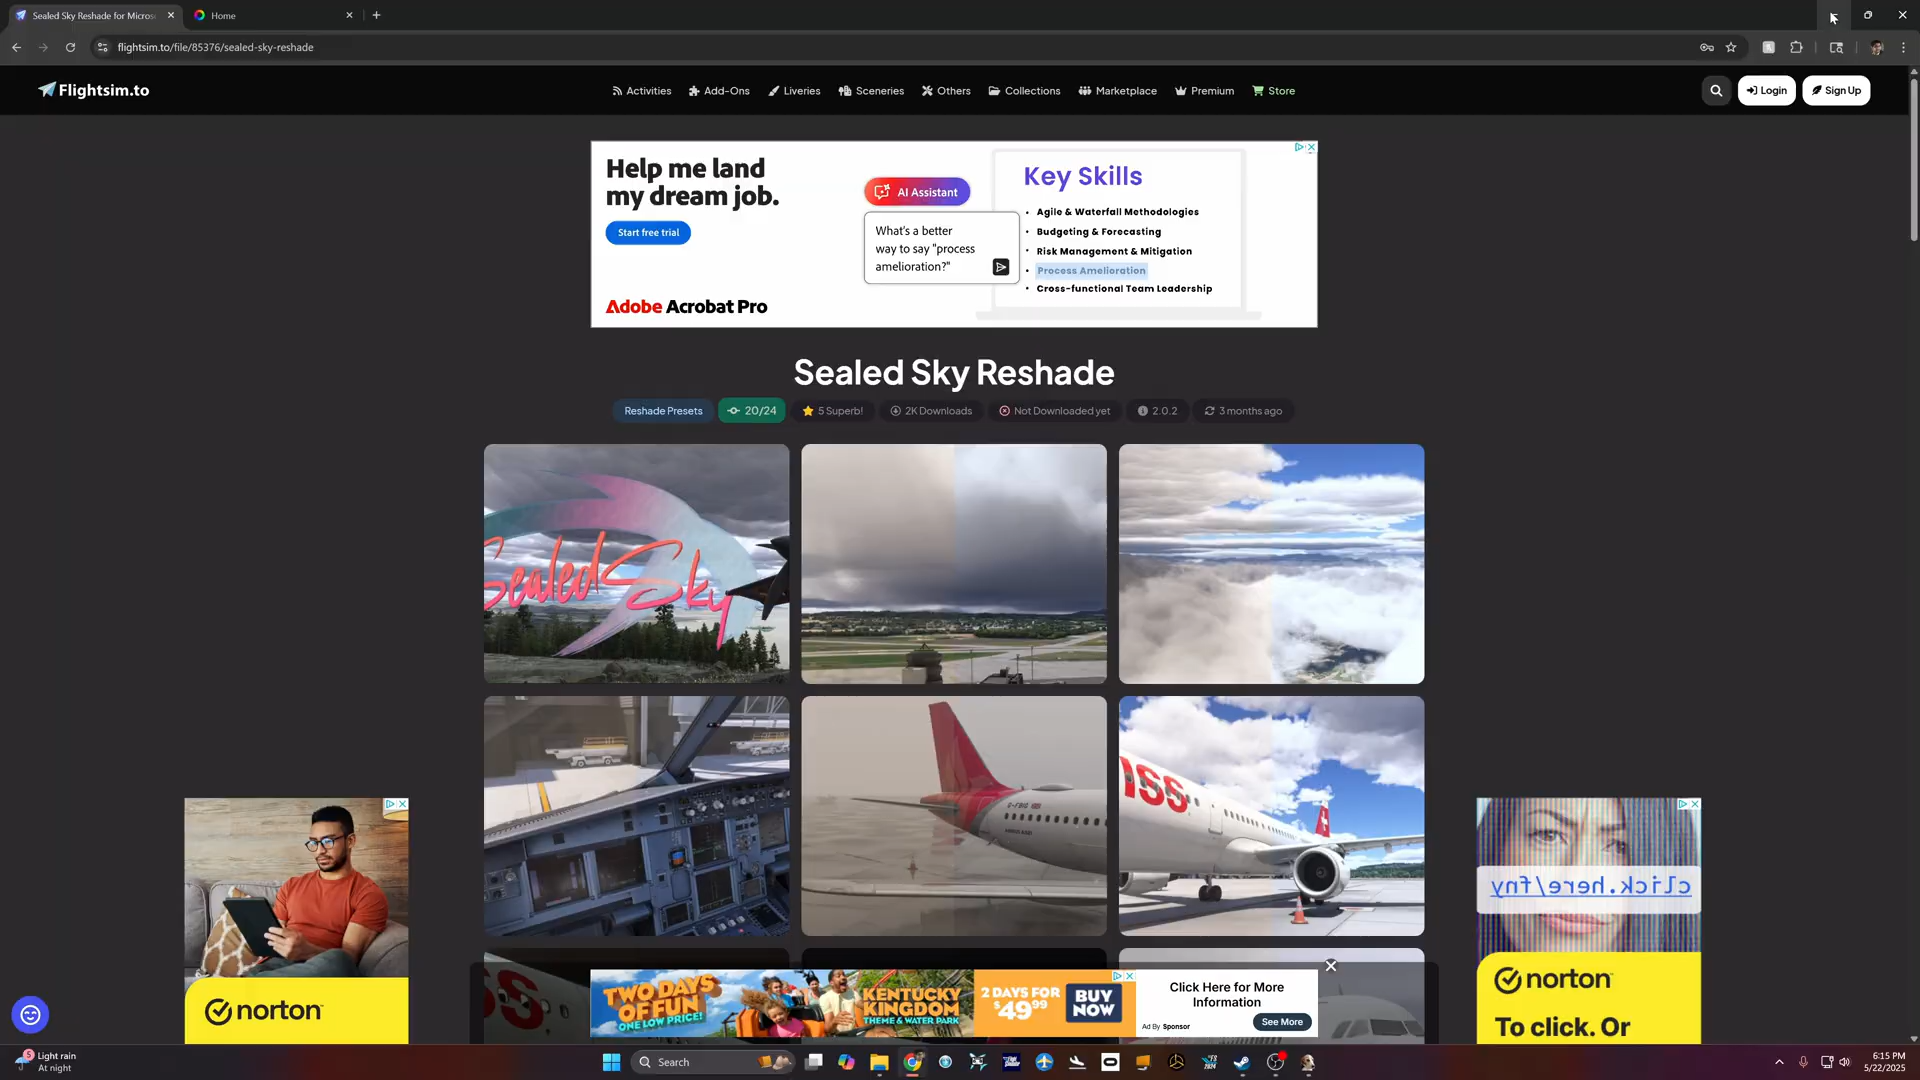 Sealed Sky Reshade for Micros
Home
flightsim.to/file/85376/sealed-sky-reshade
Flightsim.to
Activities
Add-Ons
Liveries
Sceneries
Others
Collections
Marketplace
Premium
Store
Login
Sign Up
Help me land
my dream job.
Start free trial
Adobe Acrobat Pro
AI Assistant
What's a better
way to say "process
amelioration?"
Key Skills
• Agile & Waterfall Methodologies
• Budgeting & Forecasting
• Risk Management & Mitigation
• Process Amelioration
• Cross-functional Team Leadership
Sealed Sky Reshade
Reshade Presets
20/24
5 Superb!
2K Downloads
Not Downloaded yet
2.0.2
3 months ago
SealedSky
ISS
norton
click.here/fny
norton
To click. Or
TWO DAYS
OF FUN
ONE LOW PRICE!
KENTUCKY
KINGDOM
THEME & WATER PARK
2 DAYS FOR
$49.99
BUY
NOW
Click Here for More
Information
Ad By Sponsor
See More
5
Light rain
At night
Search
6:15 PM
5/22/2025